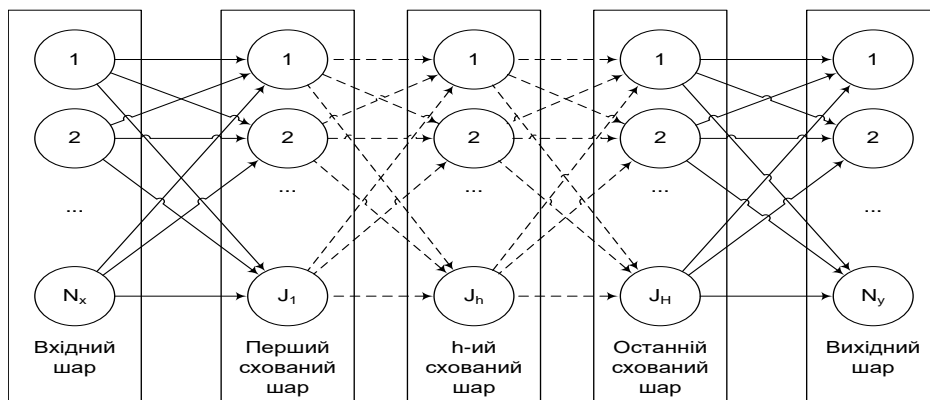 1 1 1 1 1
2 2 2 2 2
... ... ... ... ...
Nx J1 Jh JH Ny
Вхідний Перший h-ий Останній Вихідний
шар схований схований схований шар
шар шар шар